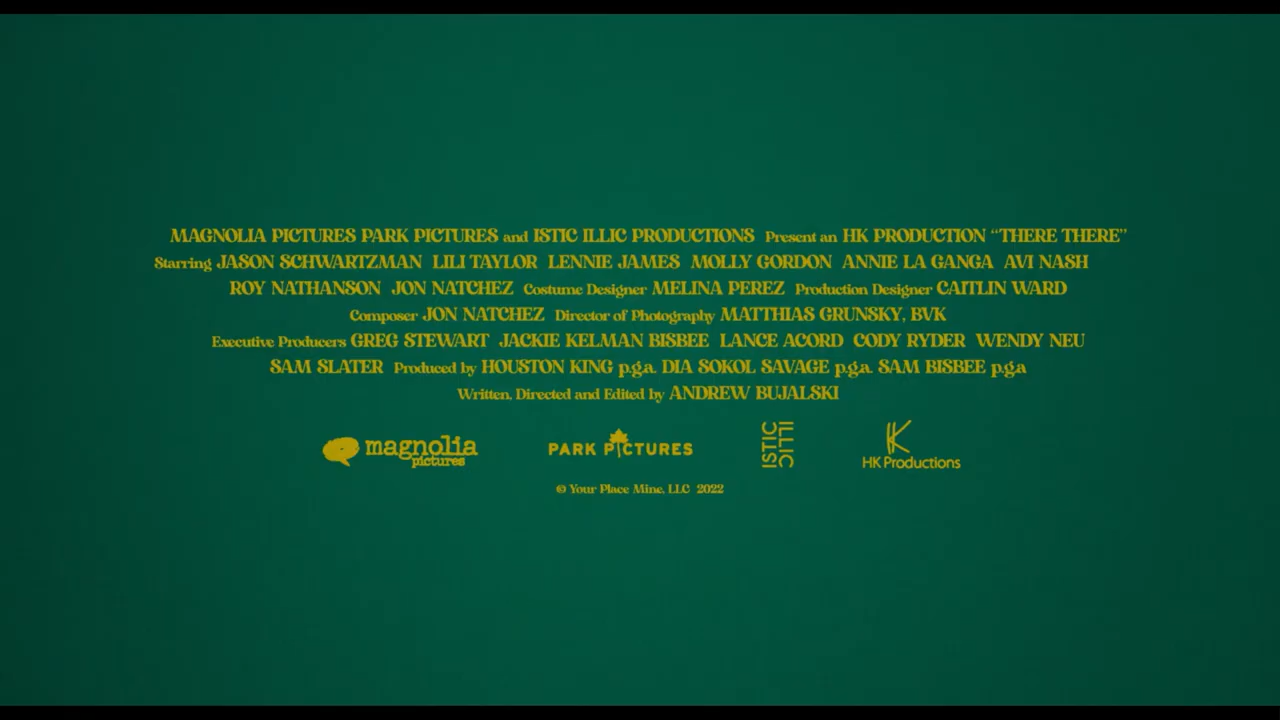 MAGNOLIA PICTURES PARK PICTURES and ISTIC ILLIC PRODUCTIONS Present an HK PRODUCTION “THERE THERE”
Starring JASON SCHWARTZMAN LILI TAYLOR LENNIE JAMES MOLLY GORDON ANNIE LA GANGA AVI NASH
ROY NATHANSON JON NATCHEZ Costume Designer MELINA PEREZ Production Designer CAITLIN WARD
Composer JON NATCHEZ Director of Photography MATTHIAS GRUNSKY, BVK
Executive Producers GREG STEWART JACKIE KELMAN BISBEE LANCE ACORD CODY RYDER WENDY NEU
SAM SLATER Produced by HOUSTON KING p.g.a. DIA SOKOL SAVAGE p.g.a. SAM BISBEE p.g.a
Written, Directed and Edited by ANDREW BUJALSKI
magnolia pictures
PARK PICTURES
ISTIC ILLIC
HK Productions
© Your Place Mine, LLC 2022